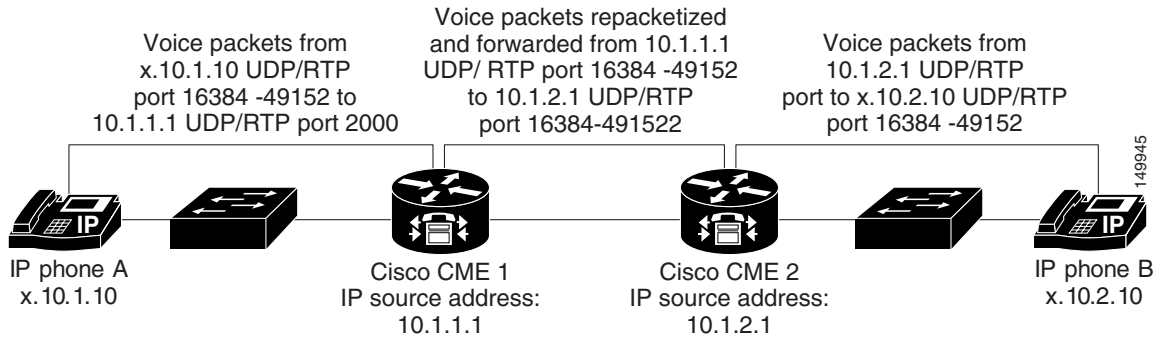 Voice packets from
x.10.1.10 UDP/RTP
port 16384 -49152 to
10.1.1.1 UDP/RTP port 2000
Voice packets repacketized
and forwarded from 10.1.1.1
UDP/ RTP port 16384 -49152
to 10.1.2.1 UDP/RTP
port 16384-491522
Voice packets from
10.1.2.1 UDP/RTP
port to x.10.2.10 UDP/RTP
port 16384 -49152
149945
IP
IP
IP phone A
x.10.1.10
Cisco CME 1
IP source address:
10.1.1.1
Cisco CME 2
IP source address:
10.1.2.1
IP phone B
x.10.2.10